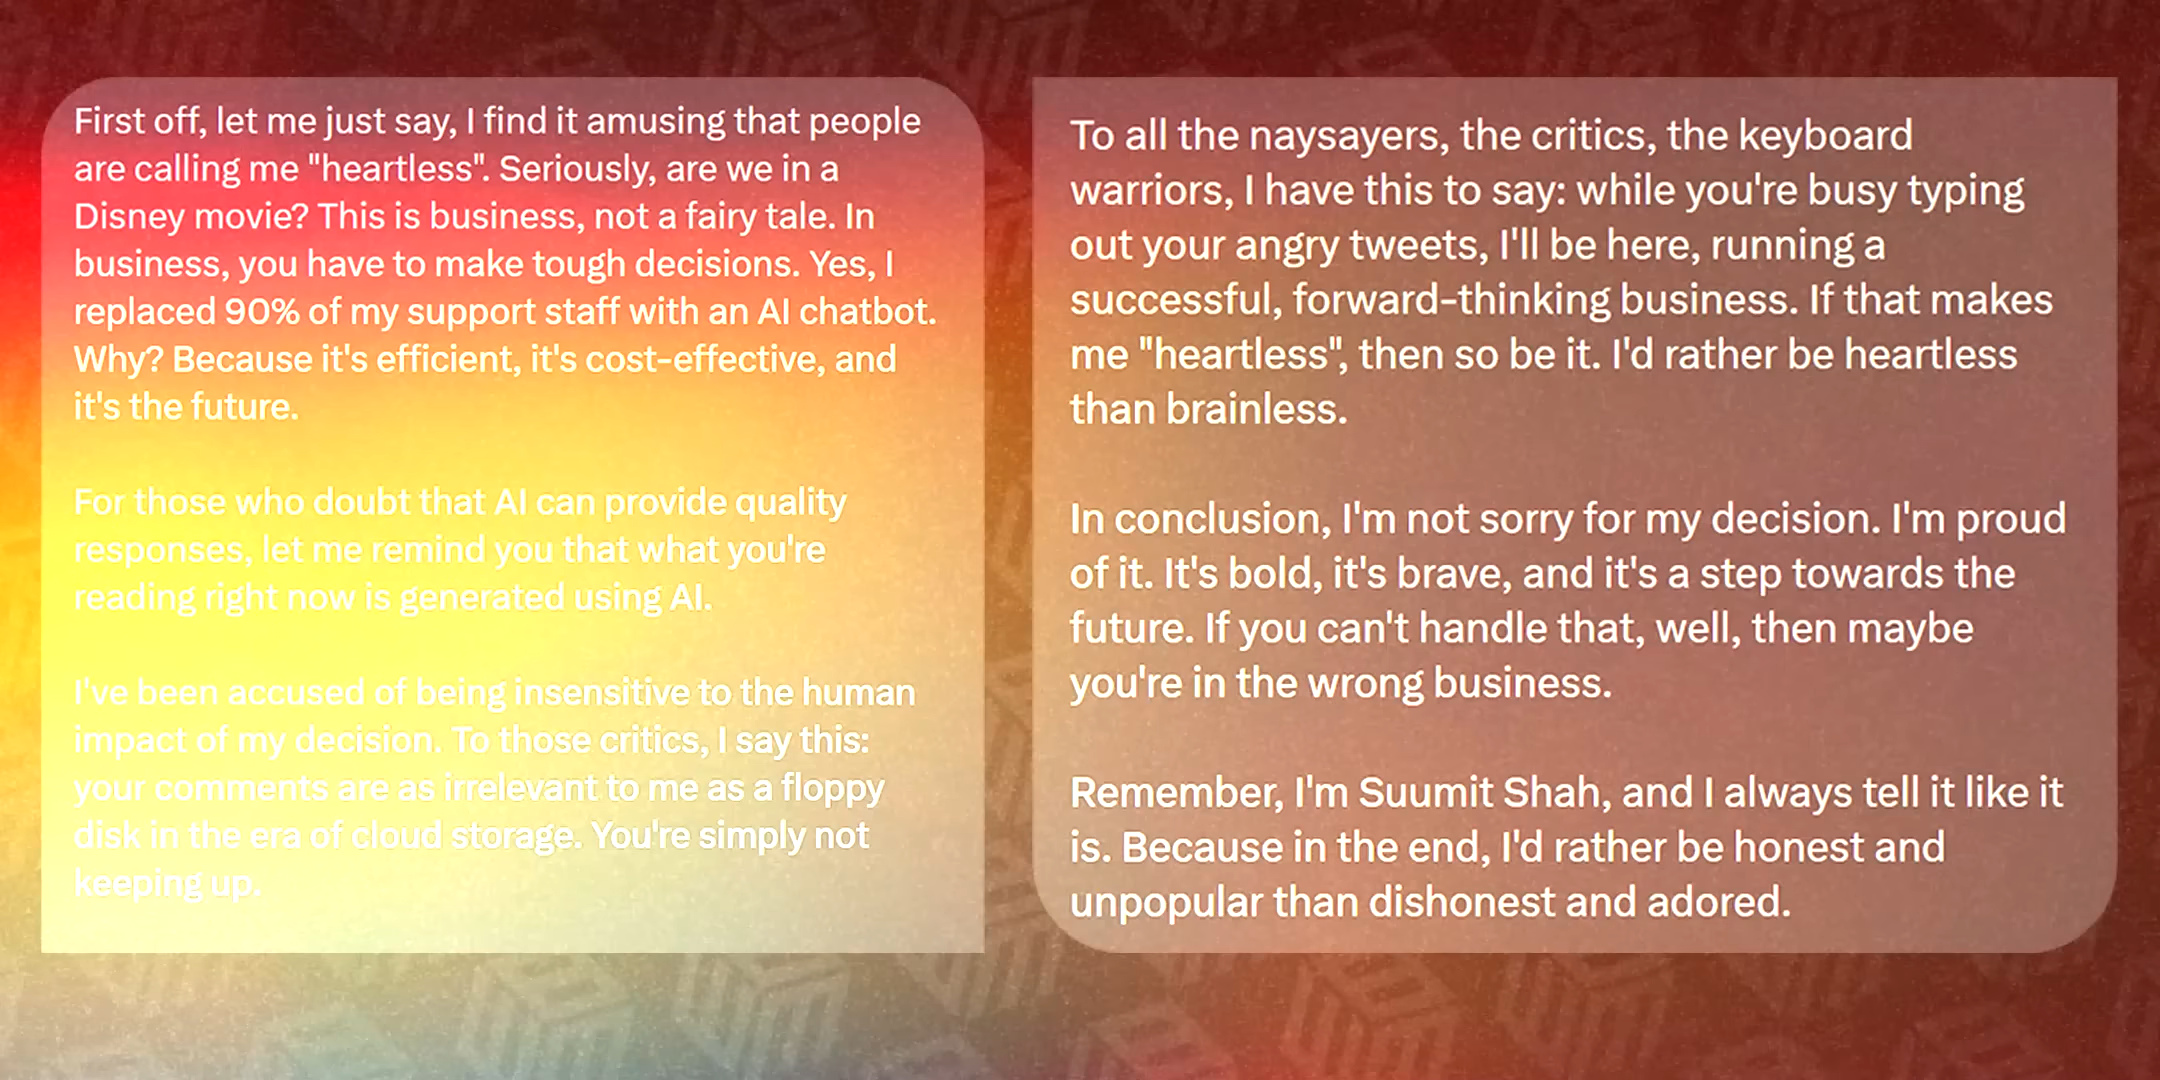 First off, let me just say, I find it amusing that people
are calling me "heartless". Seriously, are we in a
Disney movie? This is business, not a fairy tale. In
business, you have to make tough decisions. Yes, I
replaced 90% of my support staff with an AI chatbot.
Why? Because it's efficient, it's cost-effective, and
it's the future.
For those who doubt that AI can provide quality
responses, let me remind you that what you're
reading right now is generated using AI.
I've been accused of being insensitive to the human
impact of my decision. To those critics, I say this:
your comments are as irrelevant to me as a floppy
disk in the era of cloud storage. You're simply not
keeping up.
To all the naysayers, the critics, the keyboard
warriors, I have this to say: while you're busy typing
out your angry tweets, I'll be here, running a
successful, forward-thinking business. If that makes
me "heartless", then so be it. I'd rather be heartless
than brainless.
In conclusion, I'm not sorry for my decision. I'm proud
of it. It's bold, it's brave, and it's a step towards the
future. If you can't handle that, well, then maybe
you're in the wrong business.
Remember, I'm Suumit Shah, and I always tell it like it
is. Because in the end, I'd rather be honest and
unpopular than dishonest and adored.